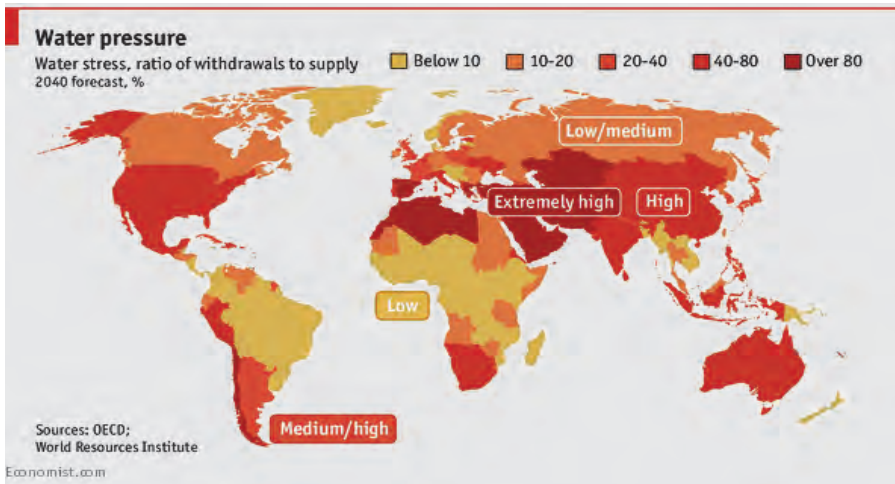 Water pressure
Water stress, ratio of withdrawals to supply
2040 forecast, %
Below 10
10-20
20-40
40-80
Over 80
Low/medium
Extremely high
High
Low
Medium/high
Sources: OECD;
World Resources Institute
Economist.com